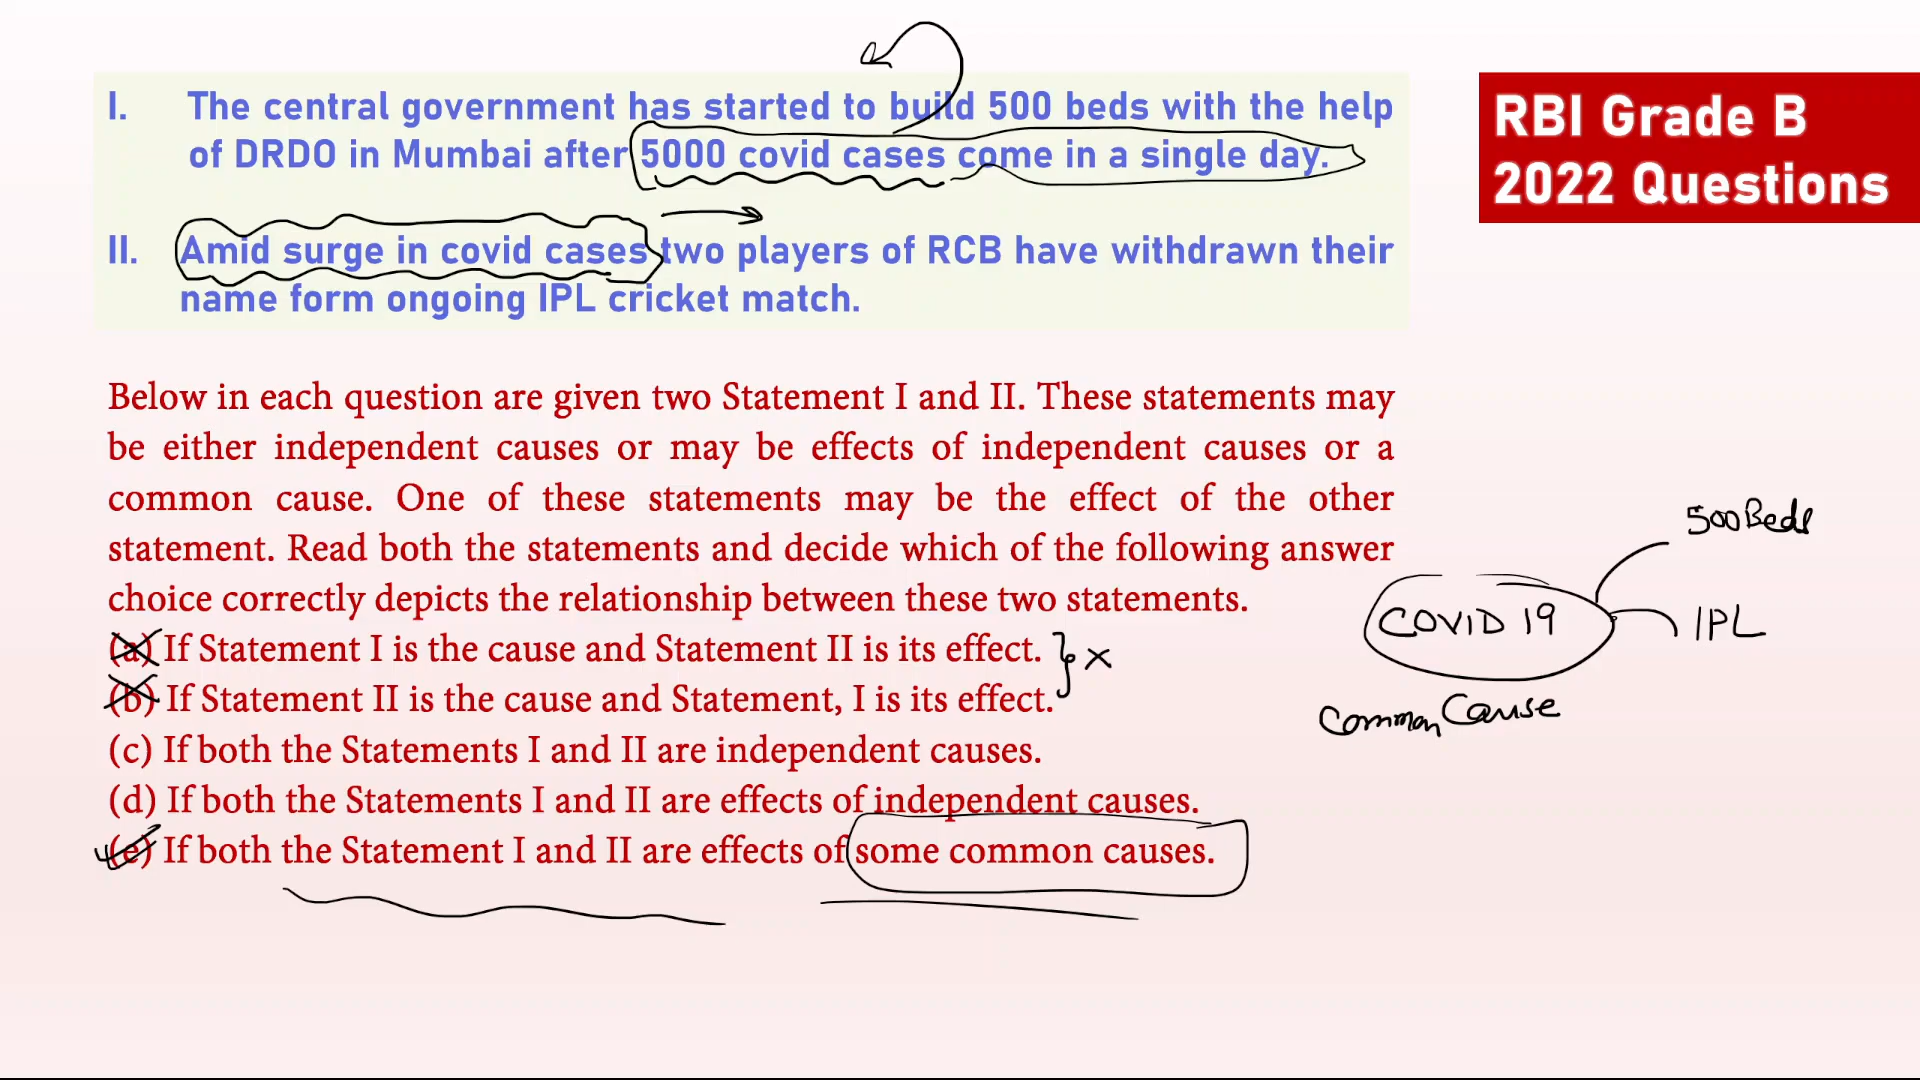 I. The central government has started to build 500 beds with the help
of DRDO in Mumbai after 5000 covid cases come in a single day.
II. Amid surge in covid cases two players of RCB have withdrawn their
name form ongoing IPL cricket match.
RBI Grade B
2022 Questions
Below in each question are given two Statement I and II. These statements may
be either independent causes or may be effects of independent causes or a
common cause. One of these statements may be the effect of the other
statement. Read both the statements and decide which of the following answer
choice correctly depicts the relationship between these two statements.
(a) If Statement I is the cause and Statement II is its effect.
(b) If Statement II is the cause and Statement, I is its effect.
(c) If both the Statements I and II are independent causes.
(d) If both the Statements I and II are effects of independent causes.
(e) If both the Statement I and II are effects of some common causes.
500 Beds
COVID 19
IPL
Common Cause